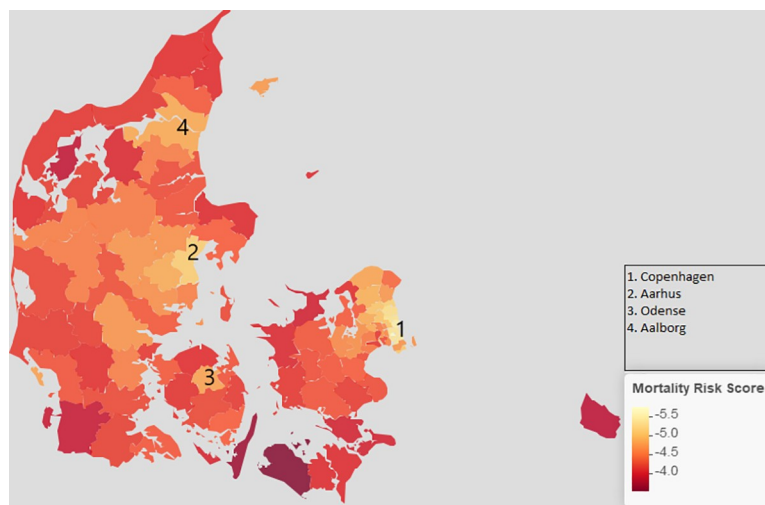 4
2
1
3
1. Copenhagen
2. Aarhus
3. Odense
4. Aalborg
Mortality Risk Score
-5.5
-5.0
-4.5
-4.0